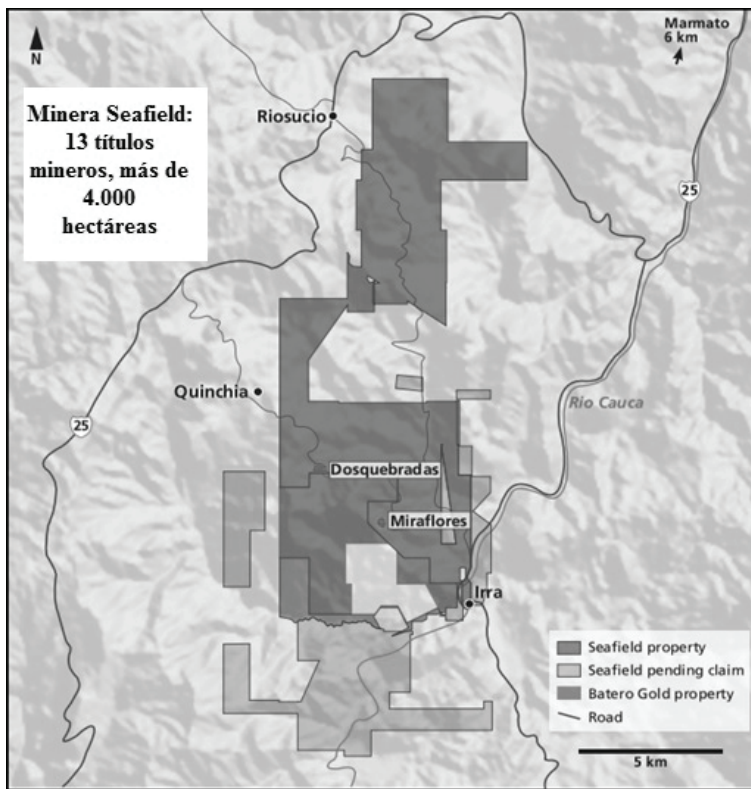 Marmato
6 km
N
Minera Seafield:
13 títulos
mineros, más de
4.000
hectáreas
Riosucio
25
Quinchia
Rio Cauca
25
Dosquebradas
Miraflores
Irra
Seafield property
Seafield pending claim
Batero Gold property
Road
5 km